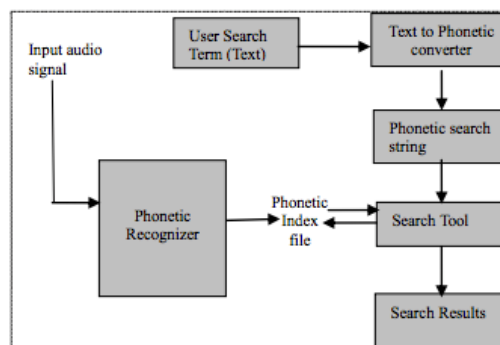 Input audio
signal
User Search
Term (Text)
Text to Phonetic
converter
Phonetic search
string
Phonetic
Recognizer
Phonetic
Index
file
Search Tool
Search Results